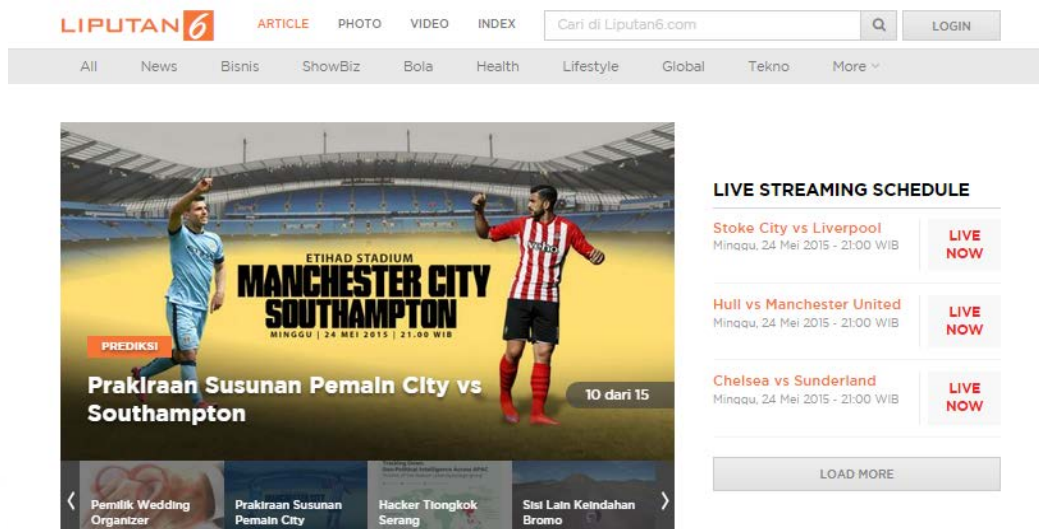 LIPUTAN 6
ARTICLE PHOTO VIDEO INDEX
Cari di Liputan6.com
LOGIN
All News Bisnis ShowBiz Bola Health Lifestyle Global Tekno More
ETIHAD STADIUM
MANCHESTER CITY
SOUTHAMPTON
MINGGU | 24 MEI 2015 | 21.00 WIB
PREDIKSI
Prakiraan Susunan Pemain City vs
Southampton
10 dari 15
Pemilik Wedding
Organizer
Prakiraan Susunan
Pemain City
Hacker Tiongkok
Serang
Sisi Lain Keindahan
Bromo
LIVE STREAMING SCHEDULE
Stoke City vs Liverpool
Minggu, 24 Mei 2015 - 21:00 WIB
LIVE
NOW
Hull vs Manchester United
Minggu, 24 Mei 2015 - 21:00 WIB
LIVE
NOW
Chelsea vs Sunderland
Minggu, 24 Mei 2015 - 21:00 WIB
LIVE
NOW
LOAD MORE